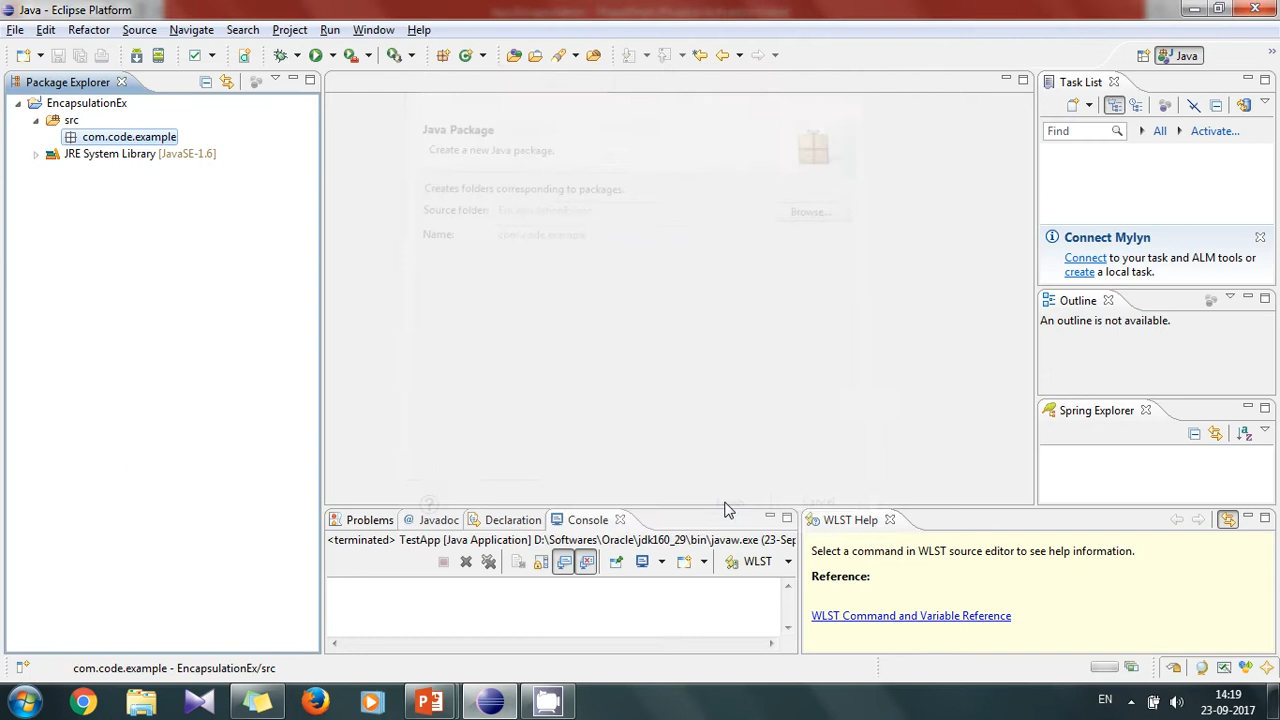 Java - Eclipse Platform
File Edit Refactor Source Navigate Search Project Run Window Help
Java
Package Explorer
EncapsulationEx
src
com.code.example
JRE System Library [JavaSE-1.6]
Java Package
Create a new Java package.
Creates folders corresponding to packages.
Source folder:
Browse...
Name: com.code.example
Cancel
Task List
Find All Activate...
Connect Mylyn
Connect to your task and ALM tools or
create a local task.
Outline
An outline is not available.
Spring Explorer
Problems Javadoc Declaration Console
<terminated> TestApp [Java Application] D:\Softwares\Oracle\jdk160_29\bin\javaw.exe (23-Sep
WLST
WLST Help
Select a command in WLST source editor to see help information.
Reference:
WLST Command and Variable Reference
com.code.example - EncapsulationEx/src
EN
14:19
23-09-2017